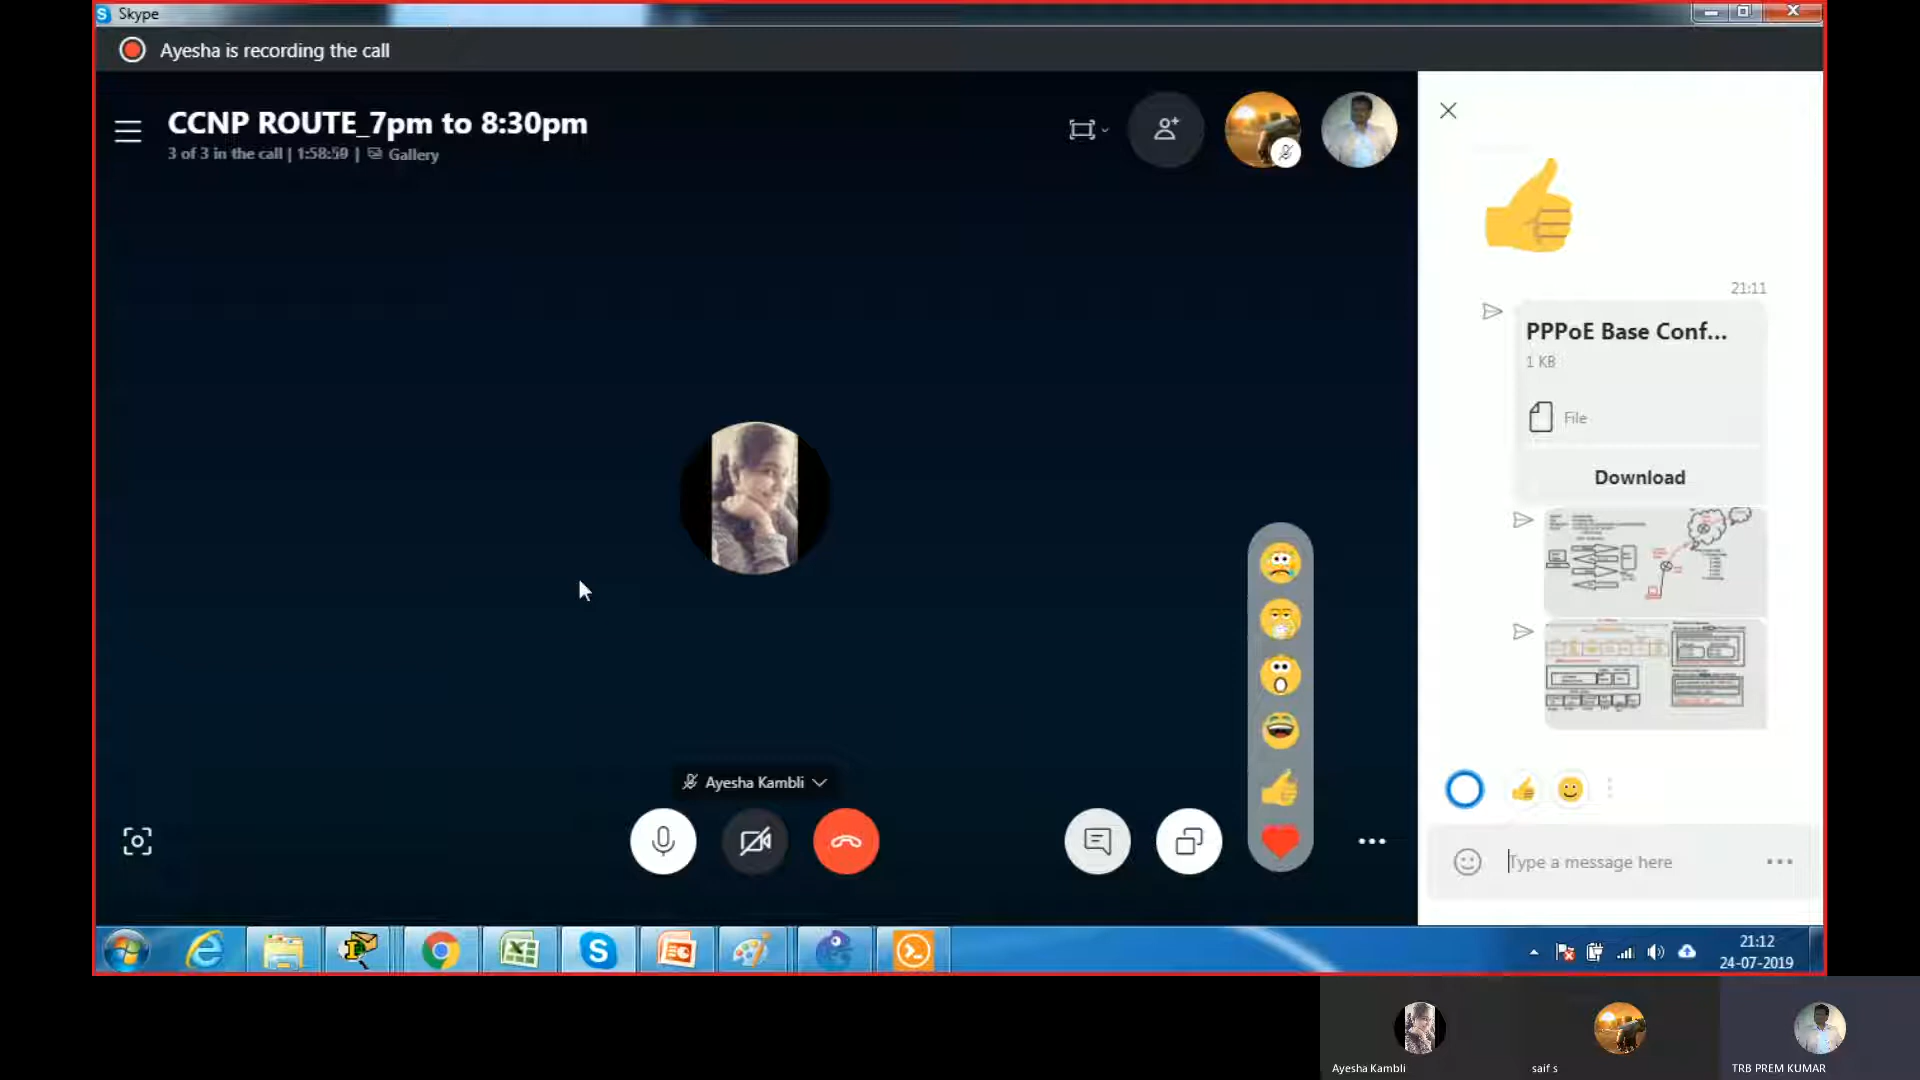 Skype
Ayesha is recording the call
CCNP ROUTE_7pm to 8:30pm
3 of 3 in the call | 1:58:59 | Gallery
21:11
PPPoE Base Conf...
1 KB
File
Download
Ayesha Kambli
Type a message here
21:12
24-07-2019
Ayesha Kambli
saif s
TRB PREM KUMAR